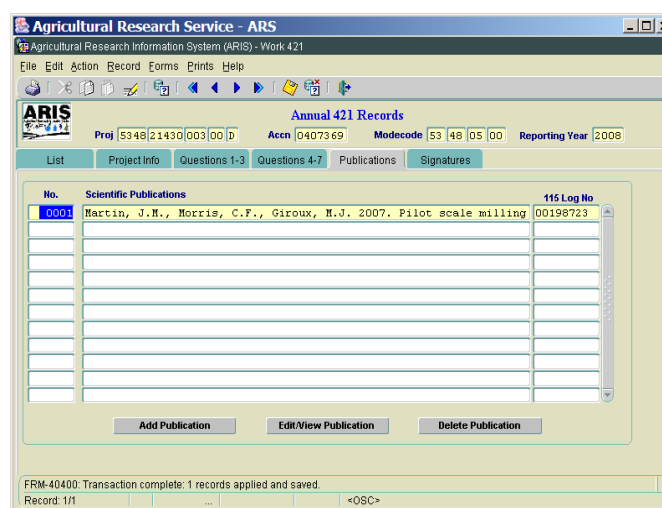 Agricultural Research Service - ARS
Agricultural Research Information System (ARIS) - Work 421
File Edit Action Record Forms Prints Help
ARIS
Annual 421 Records
Proj 5348 21430 003 00 D Accn 0407369 Modecode 53 48 05 00 Reporting Year 2008
List Project Info Questions 1-3 Questions 4-7 Publications Signatures
No. Scientific Publications 115 Log No
0001 Martin, J.M., Morris, C.F., Giroux, M.J. 2007. Pilot scale milling 00198723
Add Publication Edit/View Publication Delete Publication
FRM-40400: Transaction complete: 1 records applied and saved.
Record: 1/1 ... <OSC>